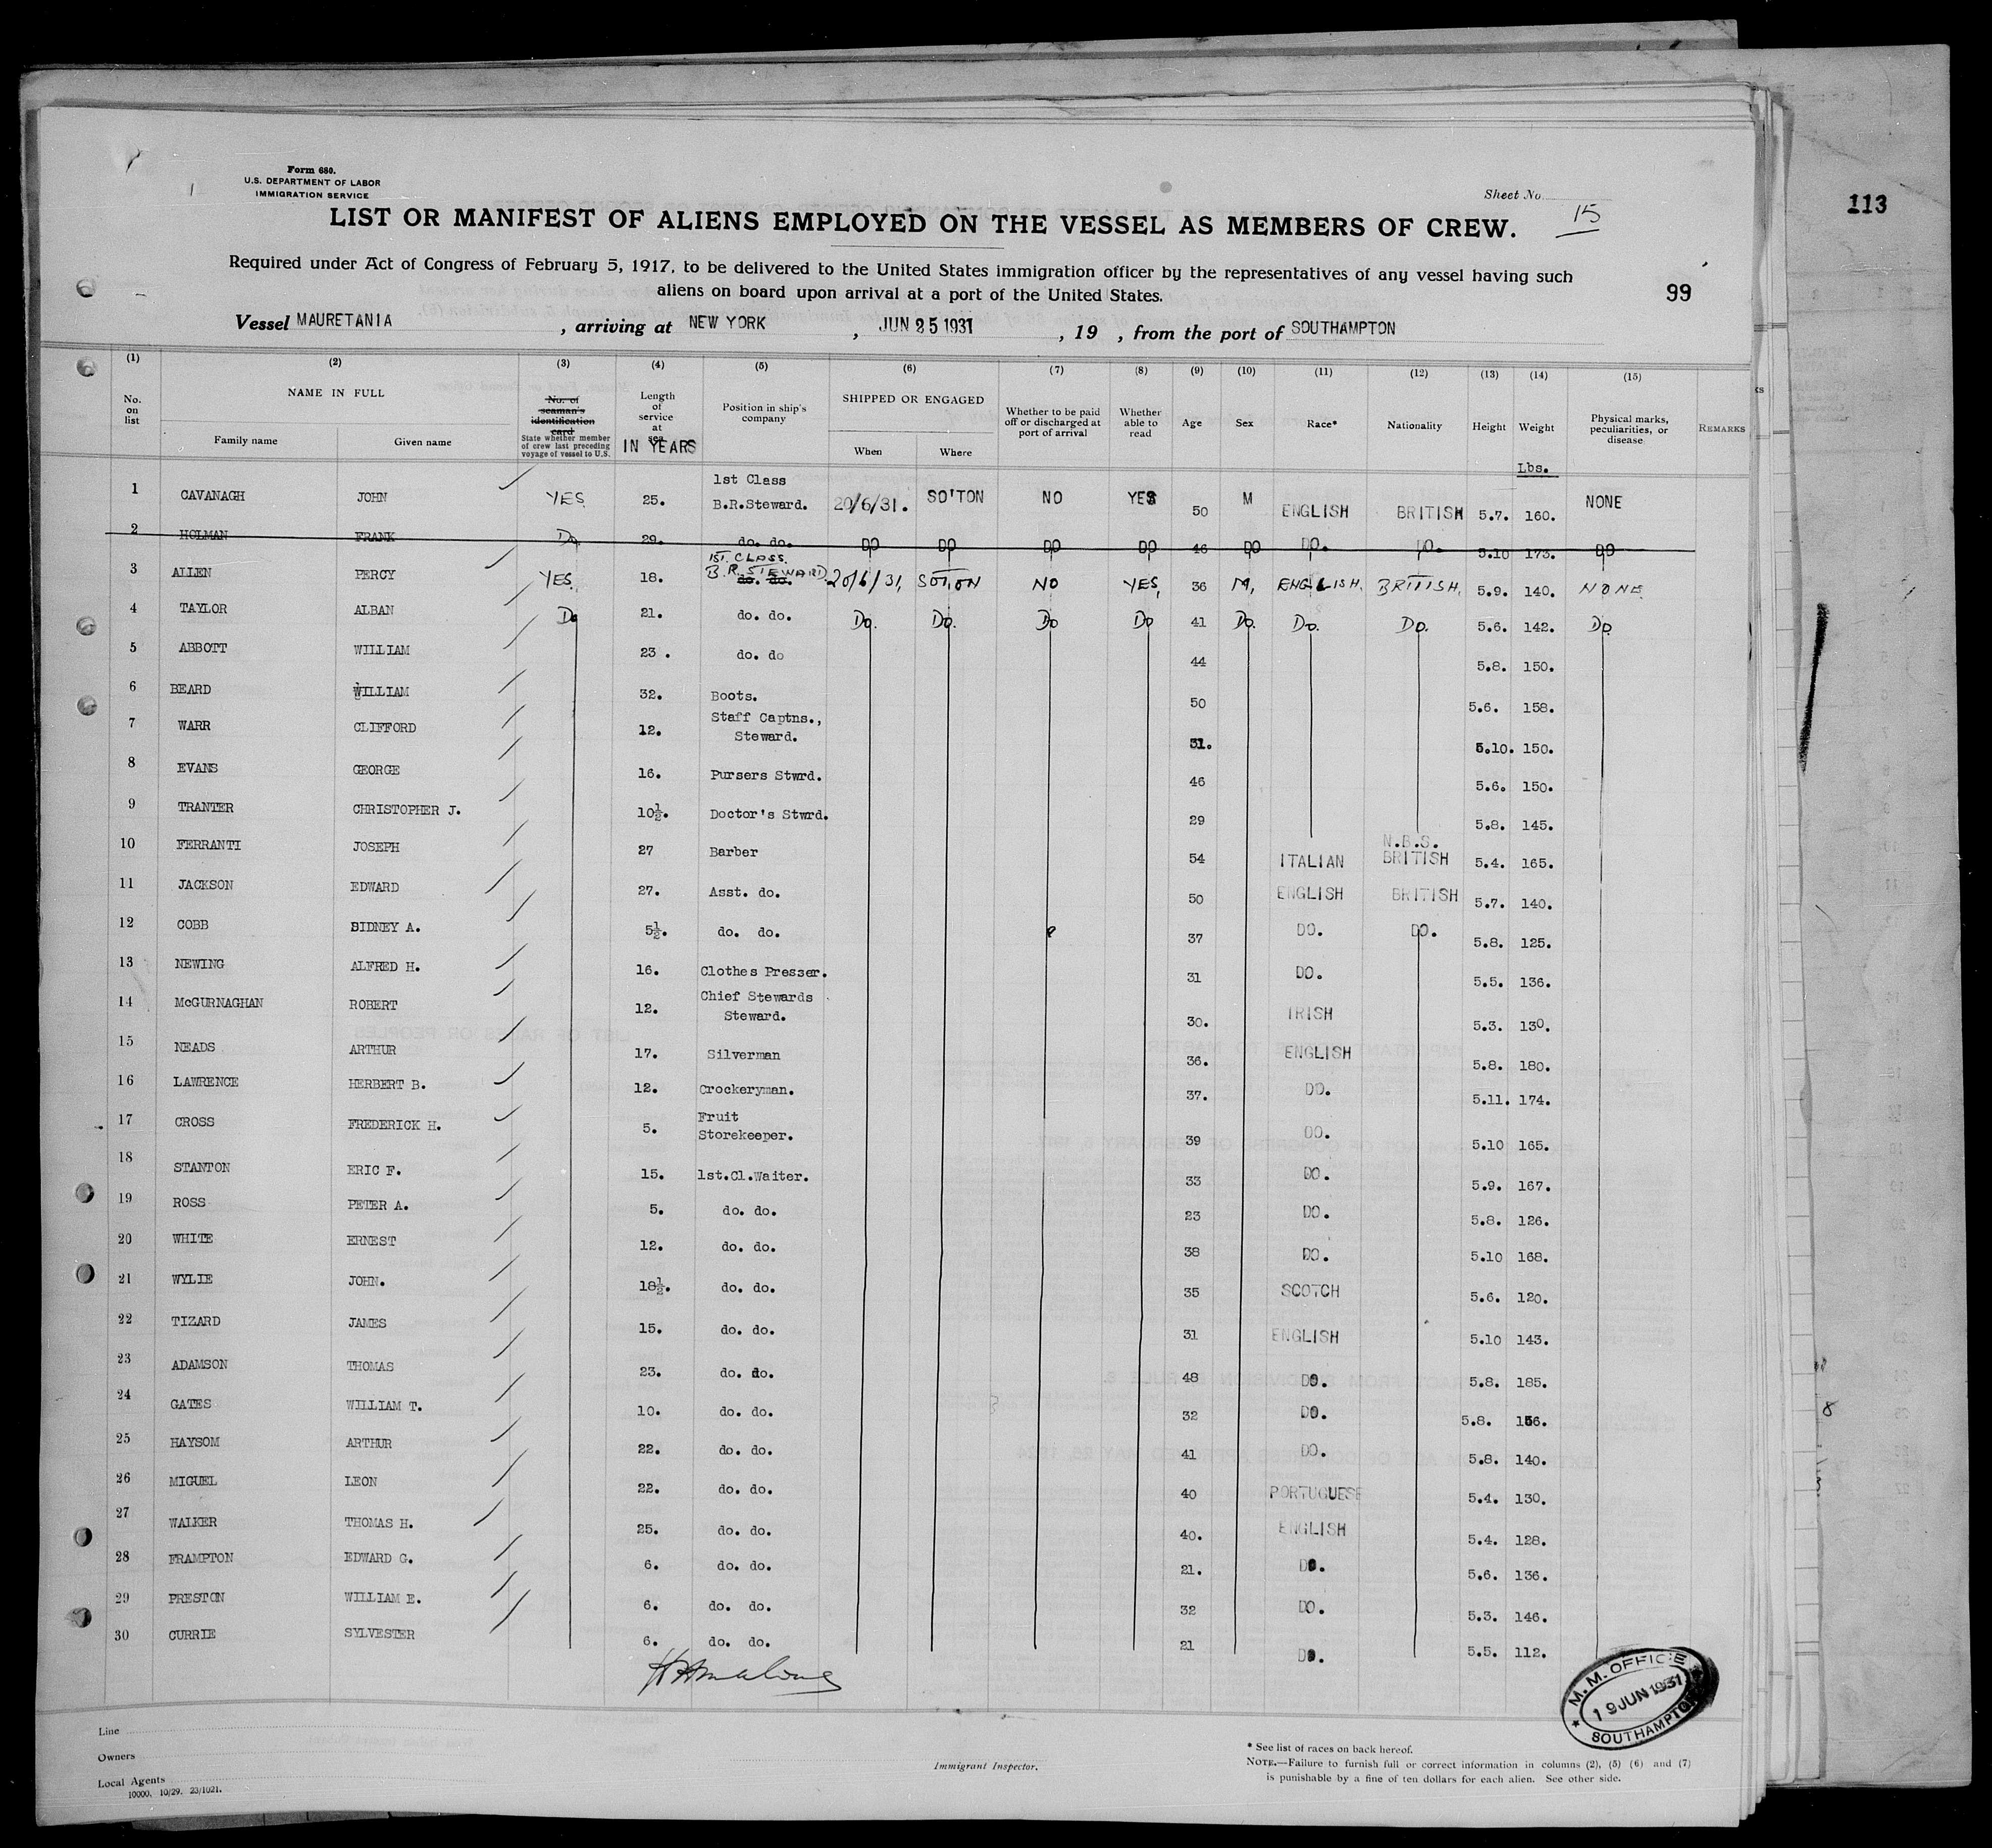 Form 680.
U.S. DEPARTMENT OF LABOR
IMMIGRATION SERVICE
Sheet No. 15
113
LIST OR MANIFEST OF ALIENS EMPLOYED ON THE VESSEL AS MEMBERS OF CREW.
Required under Act of Congress of February 5, 1917, to be delivered to the United States immigration officer by the representatives of any vessel having such
aliens on board upon arrival at a port of the United States.
99
Vessel MAURETANIA, arriving at NEW YORK, JUN 25 1931, 19 , from the port of SOUTHAMPTON
(1) (2) (3) (4) (5) (6) (7) (8) (9) (10) (11) (12) (13) (14) (15)
No. on list
NAME IN FULL
Family name Given name
No. of seaman's identification card
State whether member of crew last preceding voyage of vessel to U.S.
Length of service at sea IN YEARS
Position in ship's company
SHIPPED OR ENGAGED
When Where
Whether to be paid off or discharged at port of arrival
Whether able to read
Age Sex Race* Nationality Height Weight
Physical marks, peculiarities, or disease
REMARKS
Lbs.
1 CAVANAGH JOHN YES 25. 1st Class B.R.Steward. 20/6/31. SO'TON NO YES 50 M ENGLISH BRITISH 5.7. 160. NONE
2 HOLMAN FRANK Do 29. do. do. DO DO DO DO 46 DO DO. DO. 5.10 173. DO
3 ALLEN PERCY YES 18. 1ST. CLASS. B.R. STEWARD do. do. 20/6/31, SOTON NO YES, 36 M, ENGLISH. BRITISH. 5.9. 140. NONE
4 TAYLOR ALBAN Do 21. do. do. Do. Do. Do Do 41 Do. Do. Do. 5.6. 142. Do
5 ABBOTT WILLIAM 23 . do. do 44 5.8. 150.
6 BEARD WILLIAM 32. Boots. 50 5.6. 158.
7 WARR CLIFFORD 12. Staff Captns., Steward. 31. 5.10. 150.
8 EVANS GEORGE 16. Pursers Stwrd. 46 5.6. 150.
9 TRANTER CHRISTOPHER J. 10½. Doctor's Stwrd. 29 5.8. 145.
10 FERRANTI JOSEPH 27 Barber 54 ITALIAN N.B.S. BRITISH 5.4. 165.
11 JACKSON EDWARD 27. Asst. do. 50 ENGLISH BRITISH 5.7. 140.
12 COBB SIDNEY A. 5½. do. do. 37 DO. DO. 5.8. 125.
13 NEWING ALFRED H. 16. Clothes Presser. 31 DO. 5.5. 136.
14 McGURNAGHAN ROBERT 12. Chief Stewards Steward. 30. IRISH 5.3. 130.
15 NEADS ARTHUR 17. Silverman 36. ENGLISH 5.8. 180.
16 LAWRENCE HERBERT B. 12. Crockeryman. 37. DO. 5.11. 174.
17 CROSS FREDERICK H. 5. Fruit Storekeeper. 39 DO. 5.10 165.
18 STANTON ERIC F. 15. 1st.Cl.Waiter. 33 DO. 5.9. 167.
19 ROSS PETER A. 5. do. do. 23 DO. 5.8. 126.
20 WHITE ERNEST 12. do. do. 38 DO. 5.10 168.
21 WYLIE JOHN. 18½. do. do. 35 SCOTCH 5.6. 120.
22 TIZARD JAMES 15. do. do. 31 ENGLISH 5.10 143.
23 ADAMSON THOMAS 23. do. do. 48 DO. 5.8. 185.
24 GATES WILLIAM T. 10. do. do. 32 DO. 5.8. 156.
25 HAYSOM ARTHUR 22. do. do. 41 DO. 5.8. 140.
26 MIGUEL LEON 22. do. do. 40 PORTUGUESE 5.4. 130.
27 WALKER THOMAS H. 25. do. do. 40. ENGLISH 5.4. 128.
28 FRAMPTON EDWARD G. 6. do. do. 21. DO. 5.6. 136.
29 PRESTON WILLIAM E. 6. do. do. 32 DO. 5.3. 146.
30 CURRIE SYLVESTER 6. do. do. 21 DO. 5.5. 112.
M.M. OFFICE
19 JUN 1931
SOUTHAMPTON
Line
Owners
Local Agents
10000. 10/29. 23/1021.
Immigrant Inspector.
* See list of races on back hereof.
NOTE.—Failure to furnish full or correct information in columns (2), (5) (6) and (7)
is punishable by a fine of ten dollars for each alien. See other side.